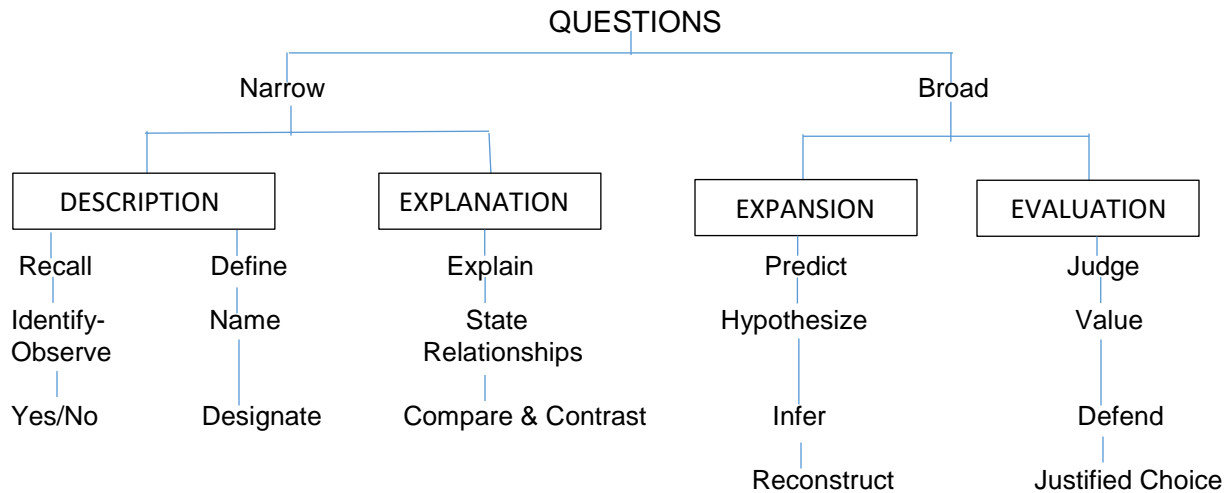 QUESTIONS
Narrow Broad
DESCRIPTION EXPLANATION EXPANSION EVALUATION
Recall Define Explain Predict Judge
Identify- Name State Hypothesize Value
Observe Relationships
Yes/No Designate Compare & Contrast Infer Defend
Reconstruct Justified Choice